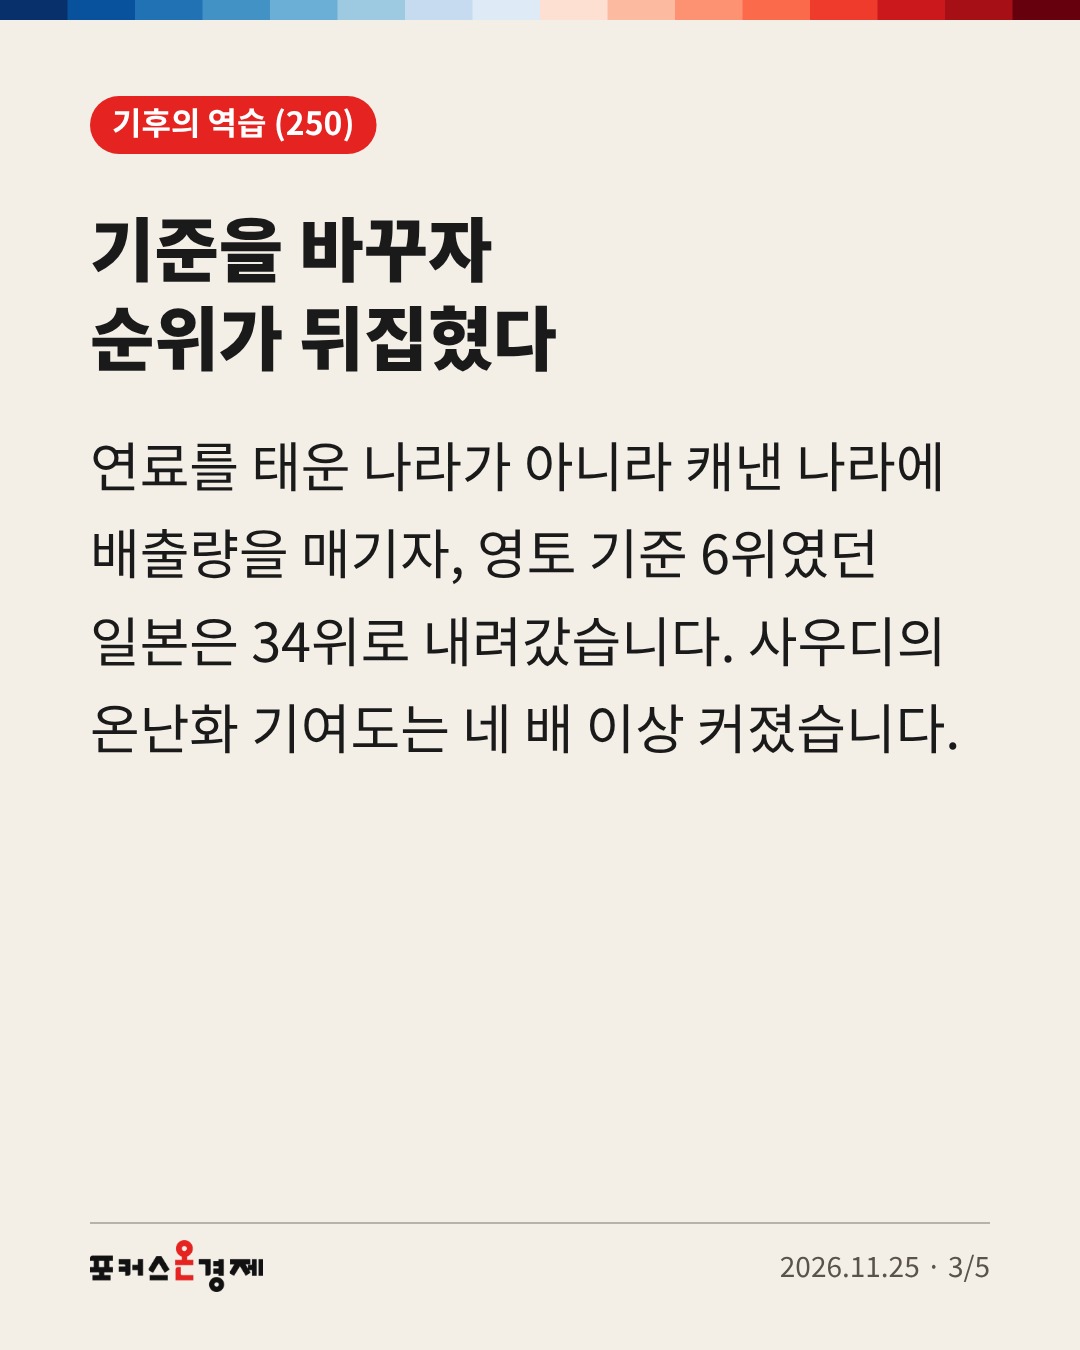 기후의 역습 (250)
기준을 바꾸자
순위가 뒤집혔다
연료를 태운 나라가 아니라 캐낸 나라에
배출량을 매기자, 영토 기준 6위였던
일본은 34위로 내려갔습니다. 사우디의
온난화 기여도는 네 배 이상 커졌습니다.
포커스온경제
2026.11.25 · 3/5